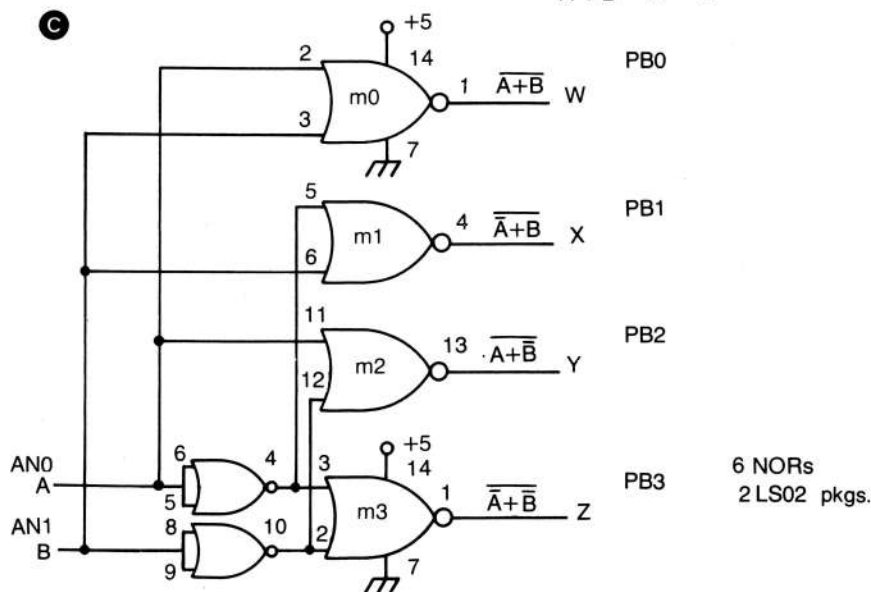 C
+5
2
14
PB0
m0
1
A+B
W
3
7
5
PB1
4
A̅+B
X
m1
6
11
PB2
13
A+B̅
Y
m2
12
+5
AN0
6
4
3
14
PB3
6 NORs
A
5
1
A̅+B̅
Z
2 LS02 pkgs.
m3
AN1
8
10
2
B
9
7